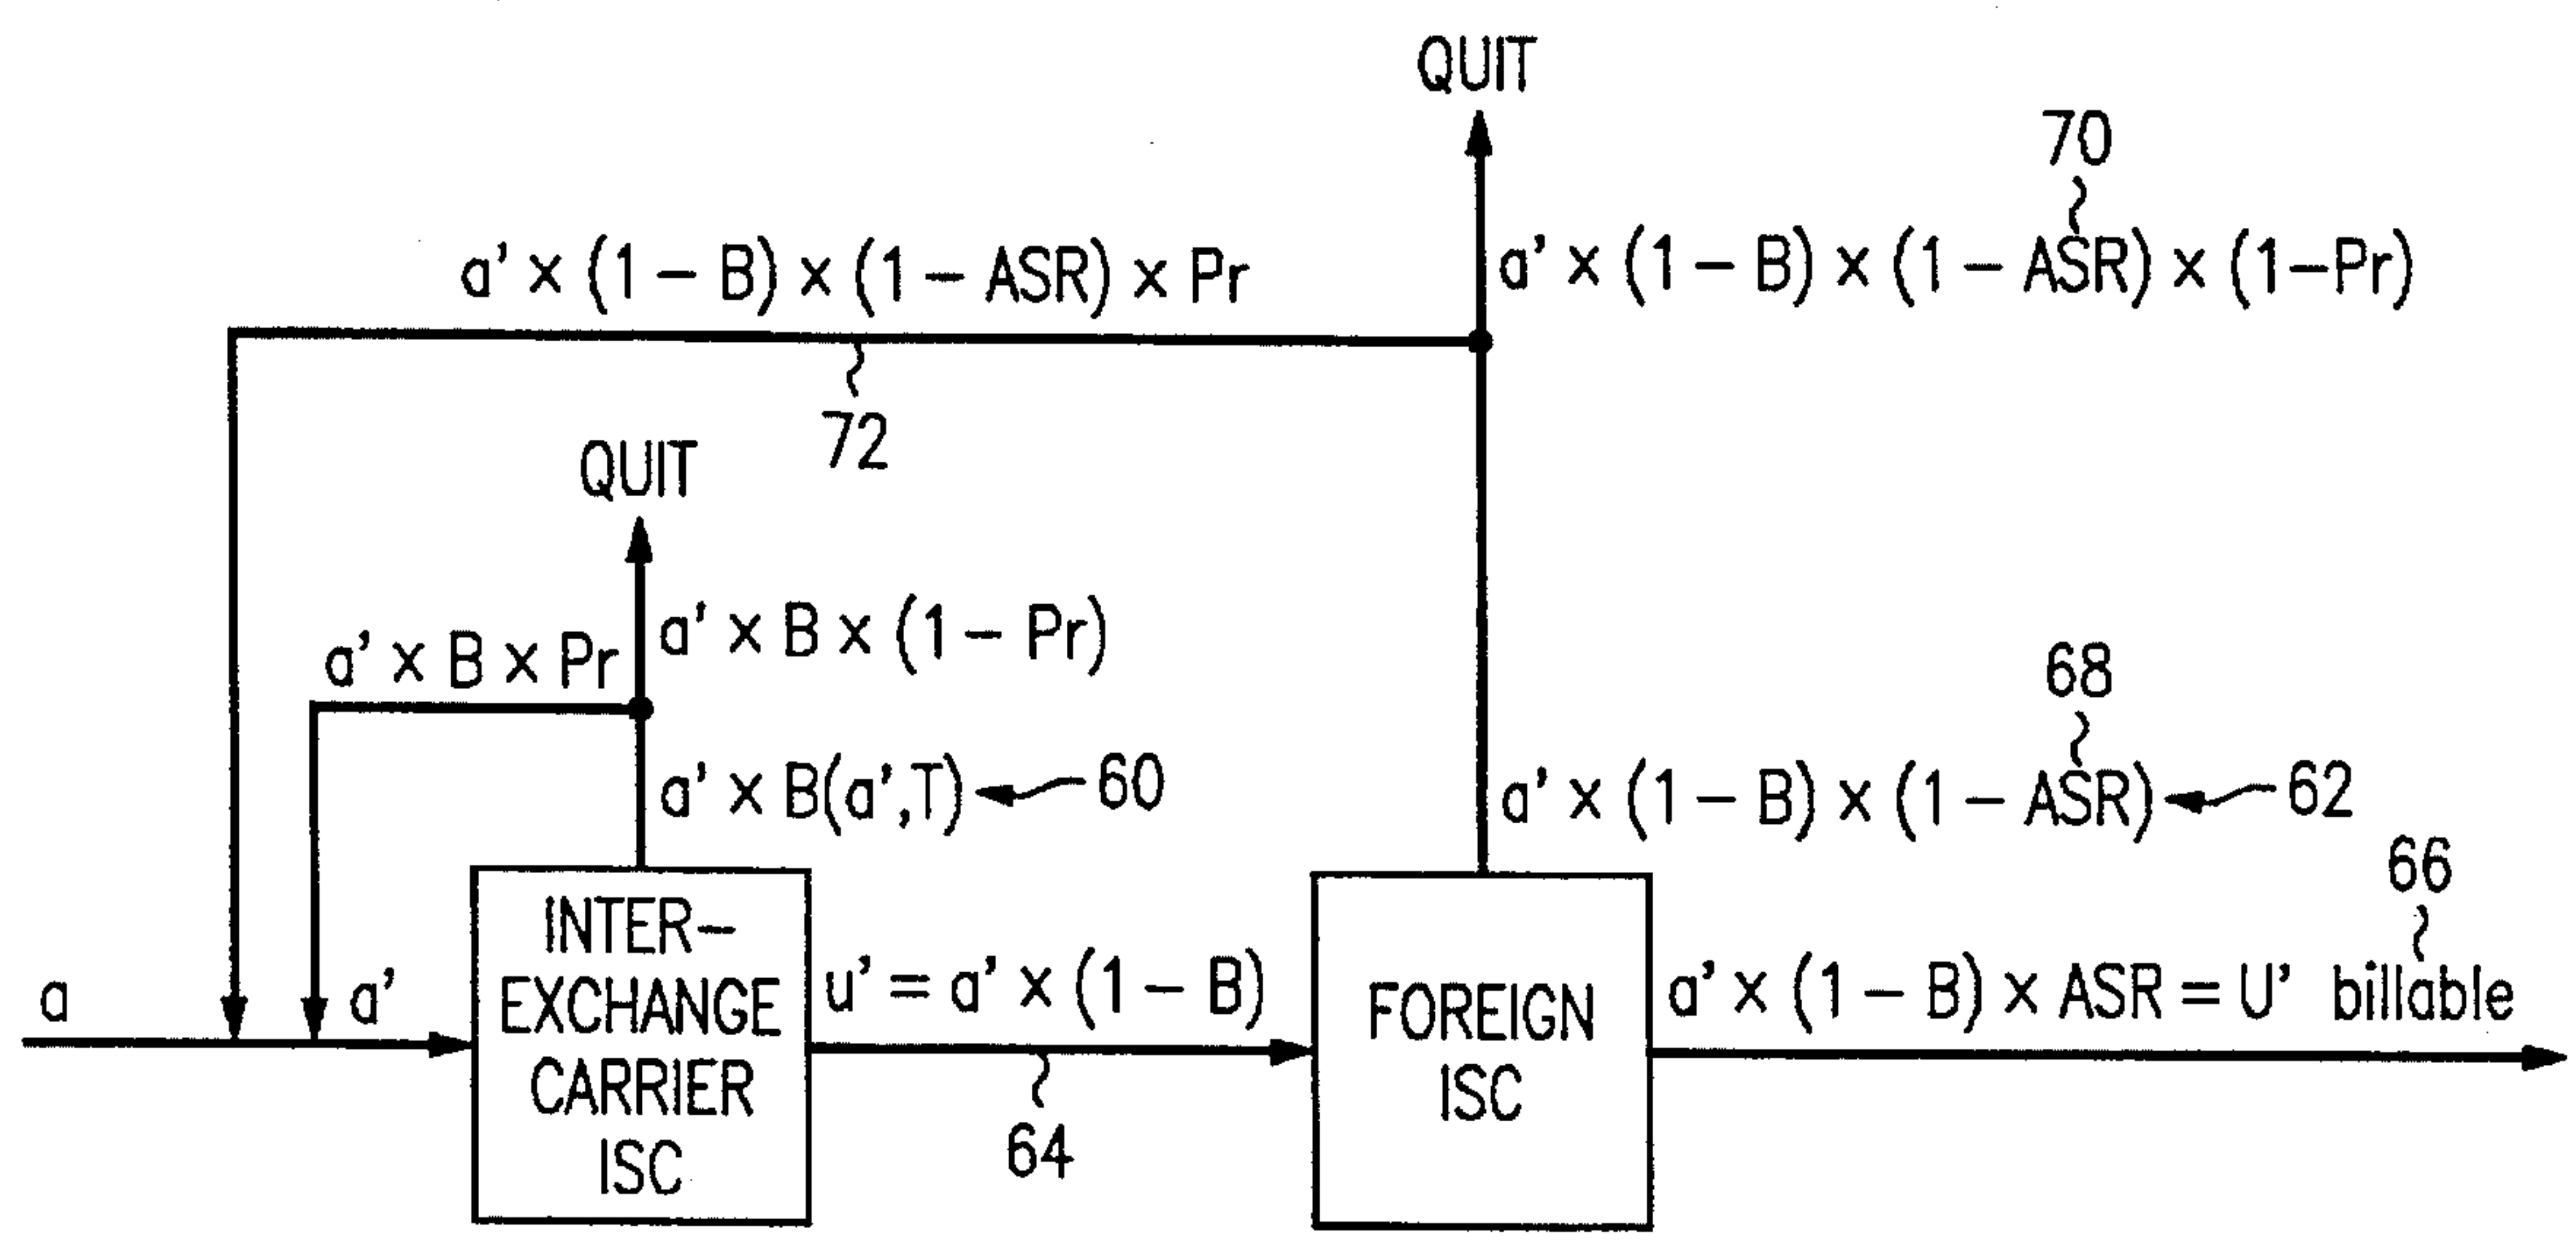 QUIT
70
a' × (1 – B) × (1 – ASR) × Pr
a' × (1 – B) × (1 – ASR) × (1–Pr)
72
QUIT
a' × B × Pr
a' × B × (1 – Pr)
68
a' × B(a',T)
60
a' × (1 – B) × (1 – ASR)
62
66
a
a'
INTER–
EXCHANGE
CARRIER
ISC
u' = a' × (1 – B)
64
FOREIGN
ISC
a' × (1 – B) × ASR = U' billable